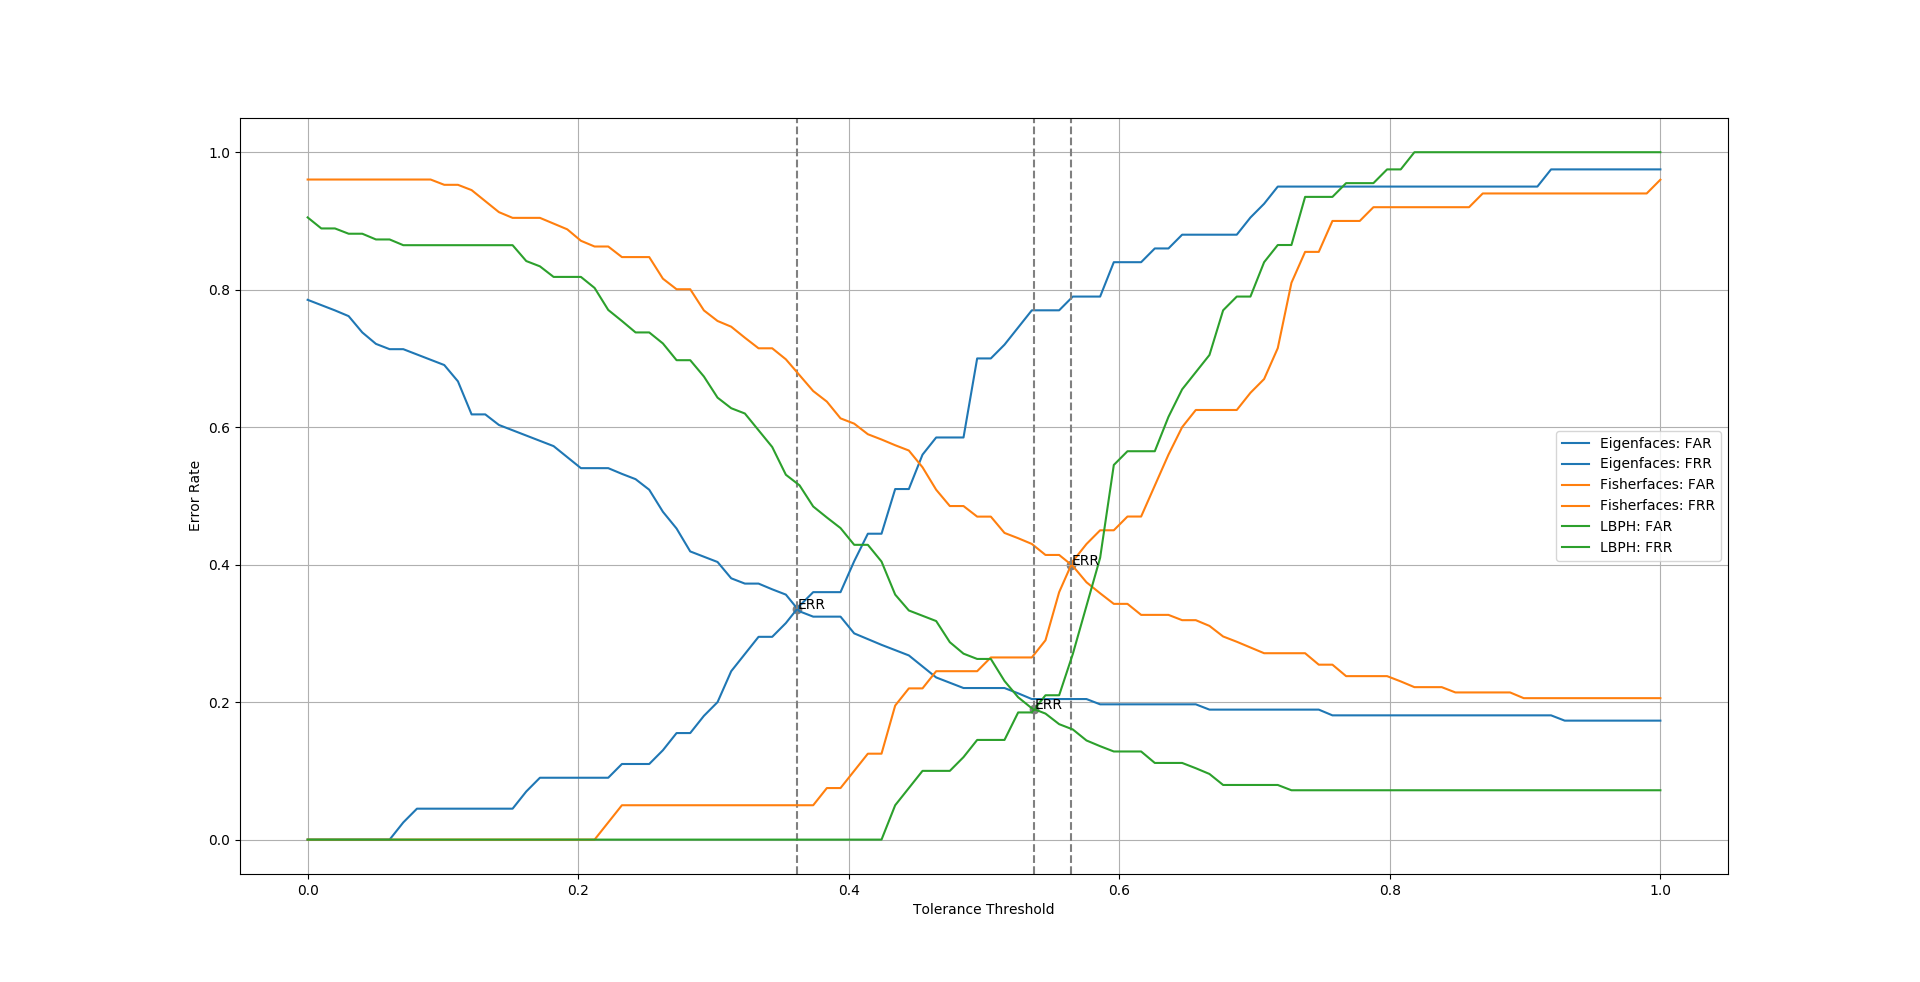 1.0
0.8
0.6
0.4
0.2
0.0
Error Rate
0.0 0.2 0.4 0.6 0.8 1.0
Tolerance Threshold
ERR
ERR
ERR
Eigenfaces: FAR
Eigenfaces: FRR
Fisherfaces: FAR
Fisherfaces: FRR
LBPH: FAR
LBPH: FRR